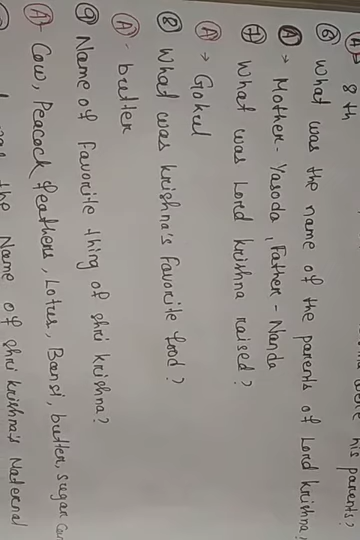 his parents?
(A) 8 th
⑥ What was the name of the parents of Lord krishna?
(A) → Mother - Yasoda, Father - Nanda
⑦ What was Lord krishna raised?
(A) → Gokul
⑧ What was krishna's favorite food?
(A) - butter
⑨ Name of favorite thing of shri krishna?
(A) - Cow, Peacock feathers, Lotus, Bansi, butter, sugar
the Name of shri krishna's Maternal